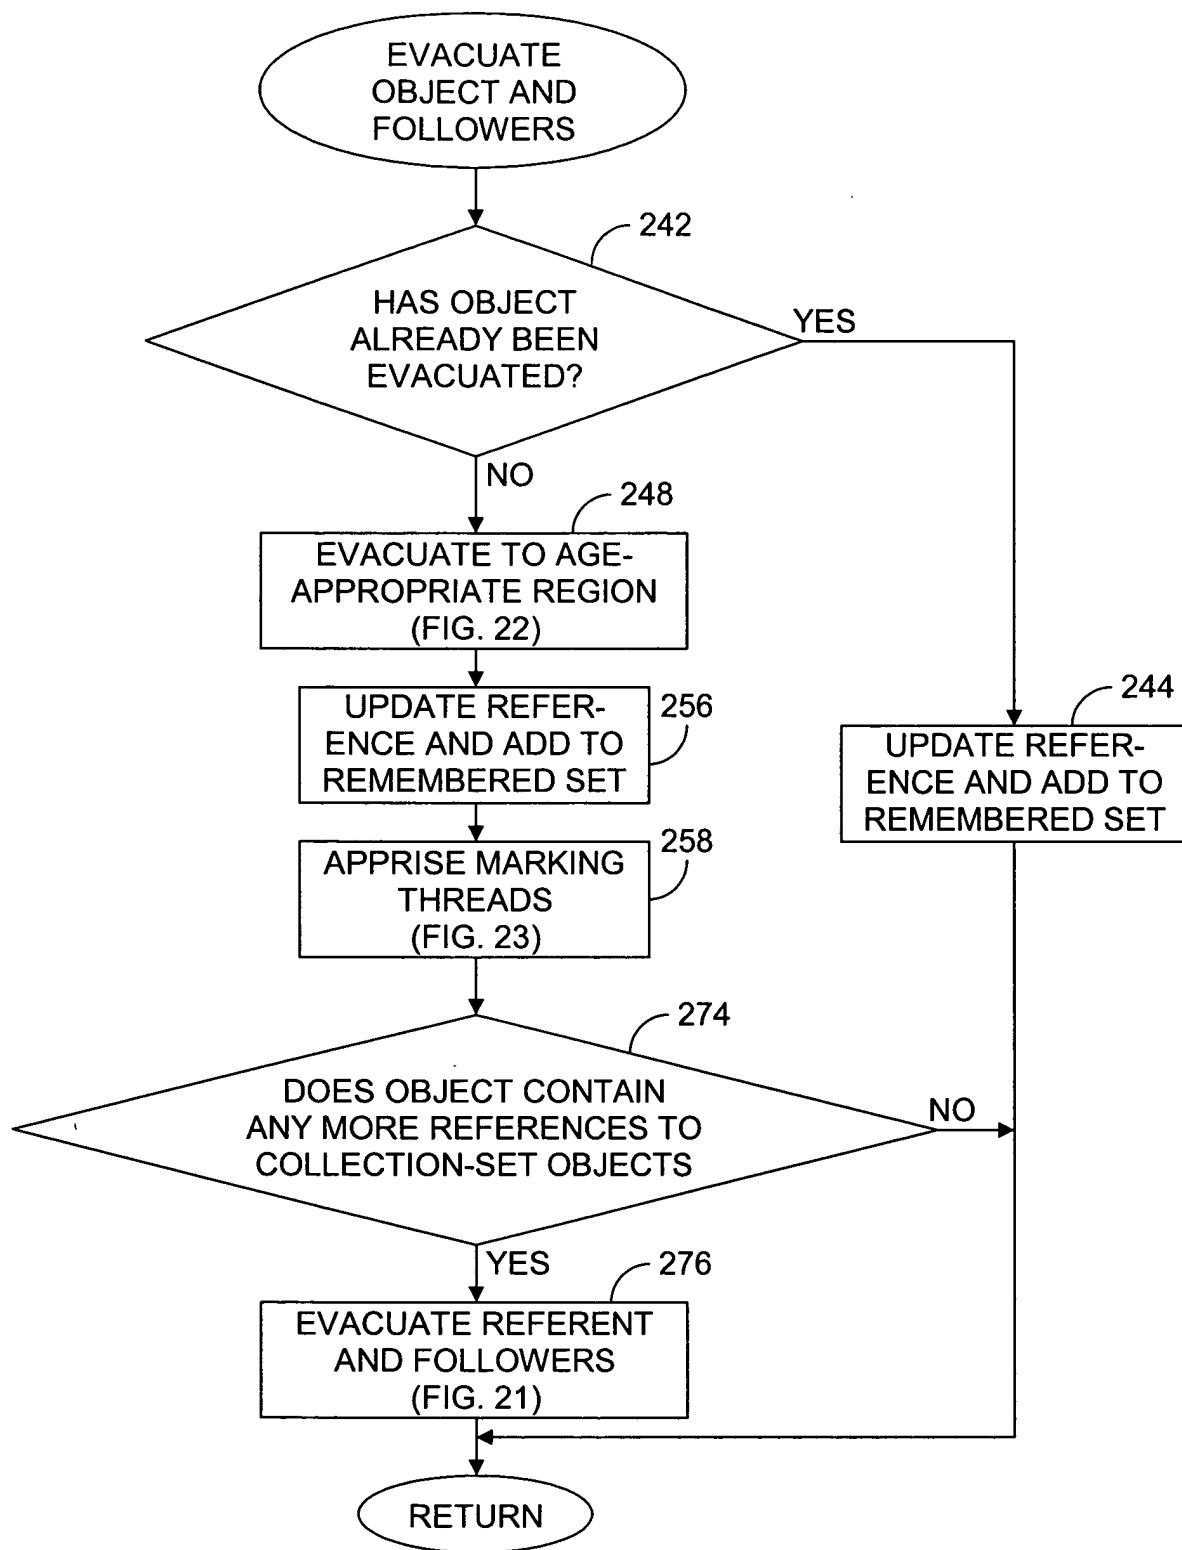 EVACUATE
OBJECT AND
FOLLOWERS
242
HAS OBJECT
ALREADY BEEN
EVACUATED?
YES
NO
248
EVACUATE TO AGE-
APPROPRIATE REGION
(FIG. 22)
UPDATE REFER-
ENCE AND ADD TO
REMEMBERED SET
256
244
UPDATE REFER-
ENCE AND ADD TO
REMEMBERED SET
APPRISE MARKING
THREADS
(FIG. 23)
258
274
DOES OBJECT CONTAIN
ANY MORE REFERENCES TO
COLLECTION-SET OBJECTS
NO
YES
276
EVACUATE REFERENT
AND FOLLOWERS
(FIG. 21)
RETURN